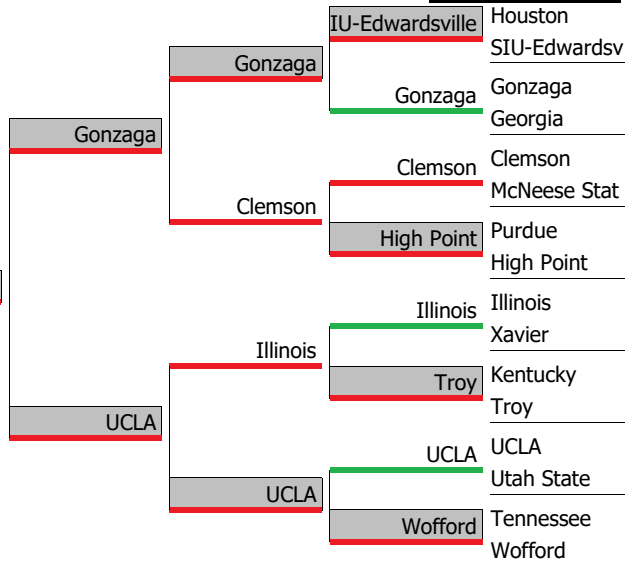 IU-Edwardsville
Houston
SIU-Edwardsv
Gonzaga
Gonzaga
Gonzaga
Georgia
Gonzaga
Clemson
Clemson
McNeese Stat
Clemson
High Point
Purdue
High Point
Illinois
Illinois
Xavier
Illinois
Troy
Kentucky
Troy
UCLA
UCLA
UCLA
Utah State
UCLA
Wofford
Tennessee
Wofford